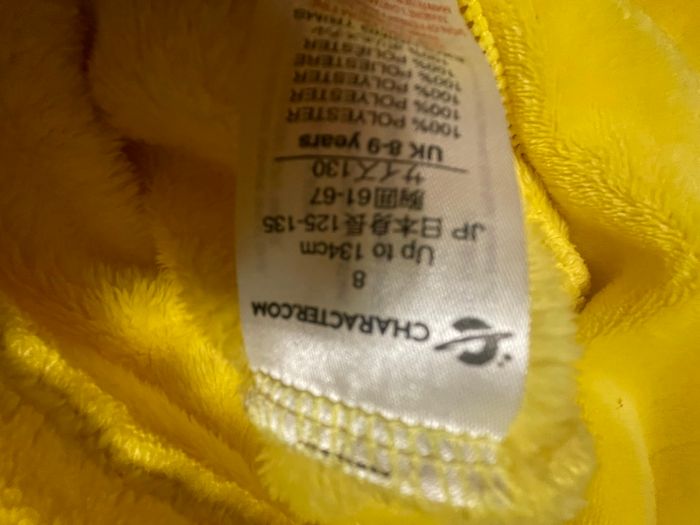 CHARACTER.COM
8
Up to 134cm
JP 日本身長125-135
胸囲61-67
サイズ130
UK 8-9 years
100% POLYESTER
100% POLYESTER
100% POLYESTER
100% POLIESTERE
100% POLIESTER